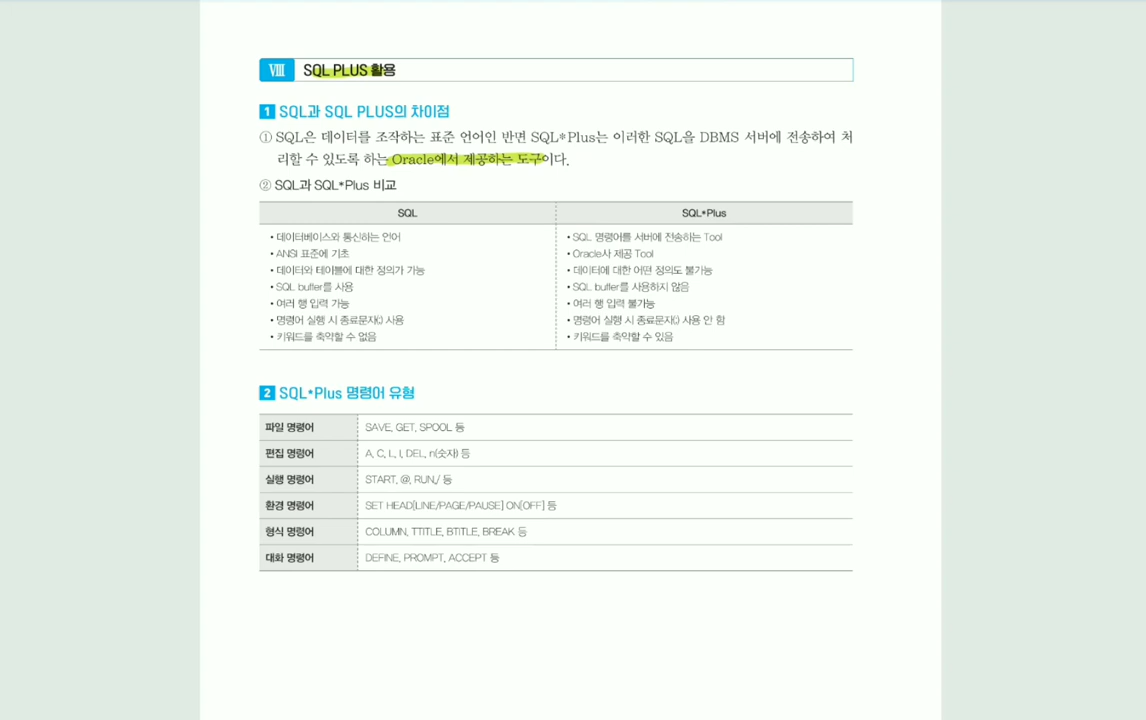 Ⅷ SQL PLUS 활용
1 SQL과 SQL PLUS의 차이점
① SQL은 데이터를 조작하는 표준 언어인 반면 SQL*Plus는 이러한 SQL을 DBMS 서버에 전송하여 처
리할 수 있도록 하는 Oracle에서 제공하는 도구이다.
② SQL과 SQL*Plus 비교
SQL SQL*Plus
• 데이터베이스와 통신하는 언어 • SQL 명령어를 서버에 전송하는 Tool
• ANSI 표준에 기초 • Oracle사 제공 Tool
• 데이터와 테이블에 대한 정의가 가능 • 데이터에 대한 어떤 정의도 불가능
• SQL buffer를 사용 • SQL buffer를 사용하지 않음
• 여러 행 입력 가능 • 여러 행 입력 불가능
• 명령어 실행 시 종료문자(;) 사용 • 명령어 실행 시 종료문자(;) 사용 안 함
• 키워드를 축약할 수 없음 • 키워드를 축약할 수 있음
2 SQL*Plus 명령어 유형
파일 명령어 SAVE, GET, SPOOL 등
편집 명령어 A, C, L, I, DEL, n(숫자) 등
실행 명령어 START, @, RUN,/ 등
환경 명령어 SET HEAD[LINE/PAGE/PAUSE] ON[OFF] 등
형식 명령어 COLUMN, TTITLE, BTITLE, BREAK 등
대화 명령어 DEFINE, PROMPT, ACCEPT 등